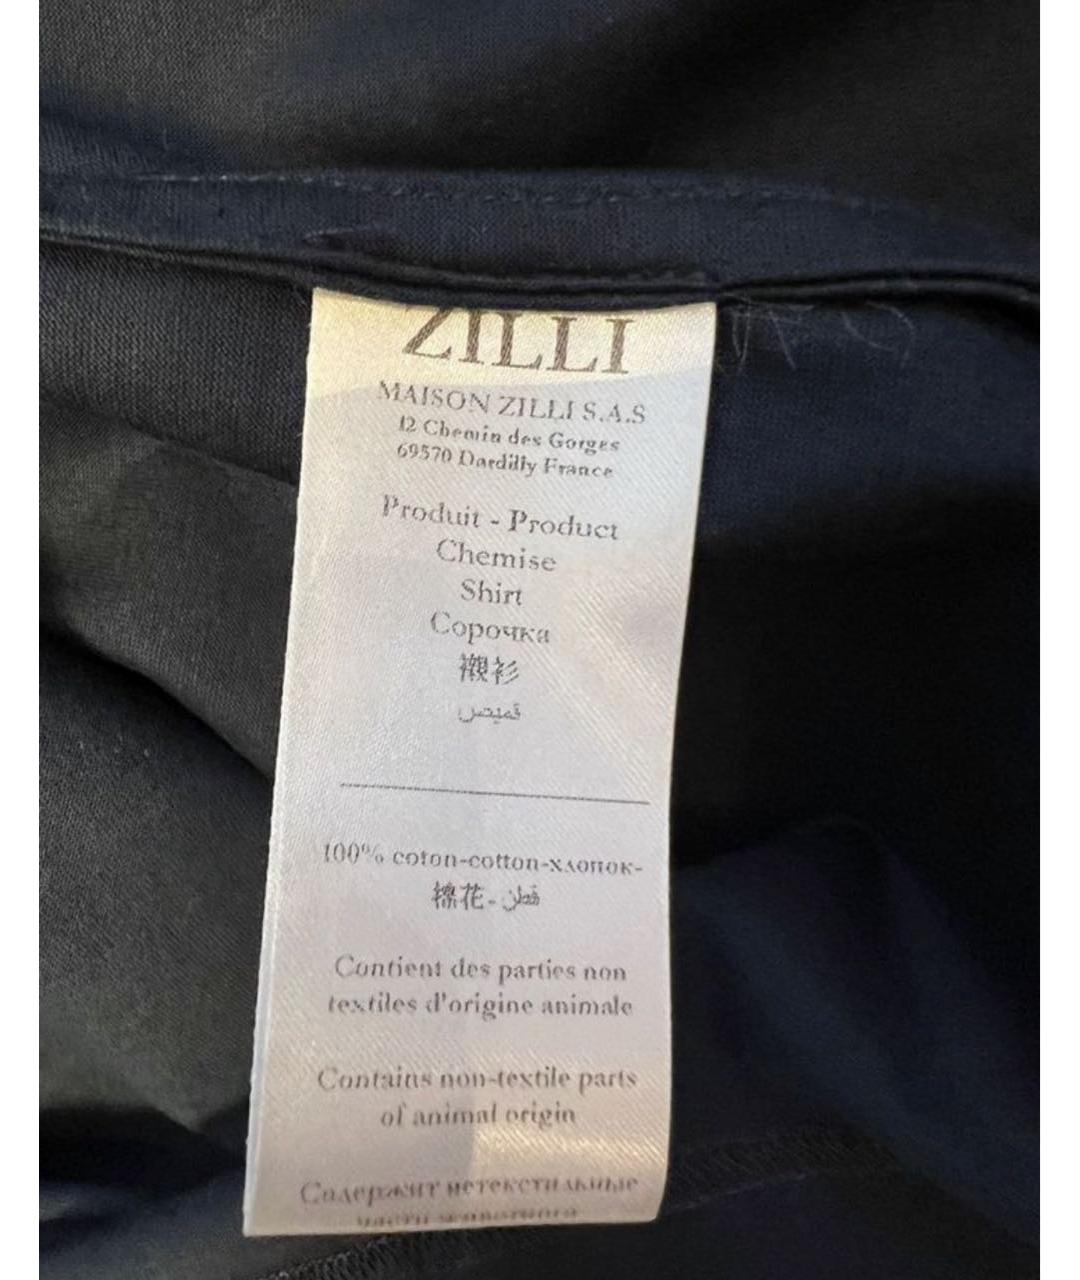 ZILLI
MAISON ZILLI S.A.S
12 Chemin des Gorges
69570 Dardilly France
Produit - Product
Chemise
Shirt
Сорочка
襯衫
قميص
100% coton-cotton-хлопок-
棉花-قطن
Contient des parties non
textiles d'origine animale
Contains non-textile parts
of animal origin
Содержит нетекстильные
части животного